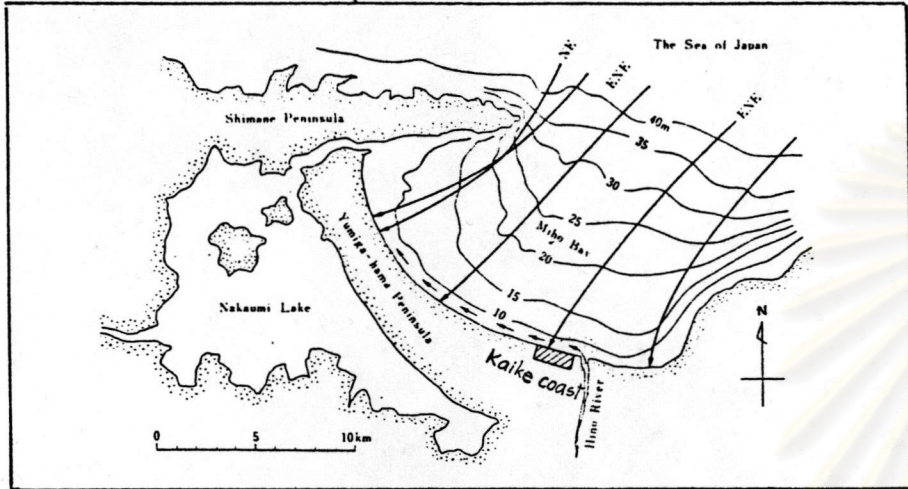 The Sea of Japan
NE
ENE
ENE
Shimane Peninsula
40m
35
30
25
Miho Bay
20
15
10
Yumiga-hama Peninsula
Nakaumi Lake
Kaike coast
Hino River
N
0 5 10km